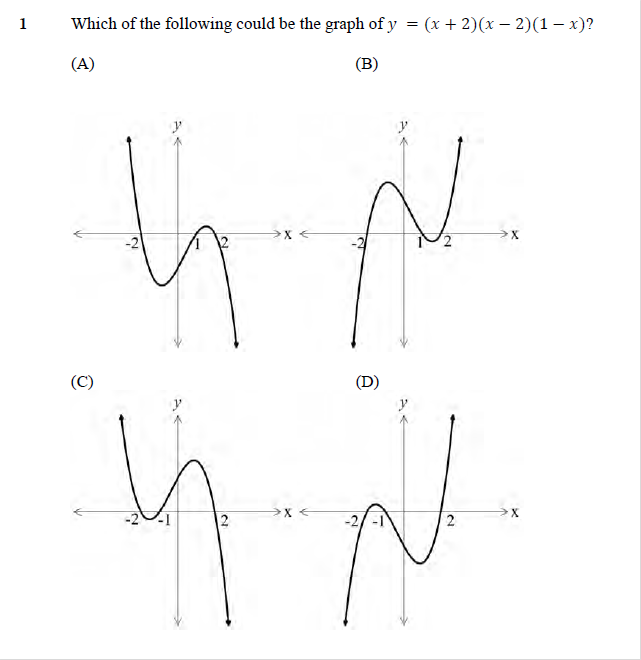 1 Which of the following could be the graph of y = (x + 2)(x − 2)(1 − x)?
(A) (B)
y y
-2 1 2 x -2 1 2 x
(C) (D)
y y
-2 -1 2 x -2 -1 2 x